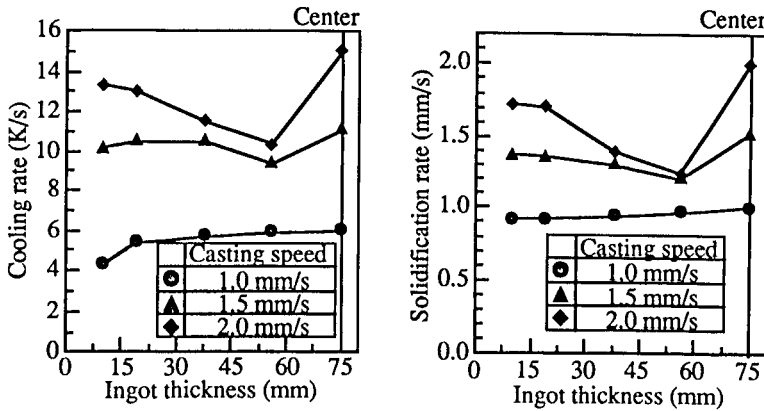 Center
16
14
12
10
8
6
4
2
0
Cooling rate (K/s)
Casting speed
1.0 mm/s
1.5 mm/s
2.0 mm/s
0 15 30 45 60 75
Ingot thickness (mm)
Center
2.0
1.5
1.0
0.5
0.0
Solidification rate (mm/s)
Casting speed
1.0 mm/s
1.5 mm/s
2.0 mm/s
0 15 30 45 60 75
Ingot thickness (mm)